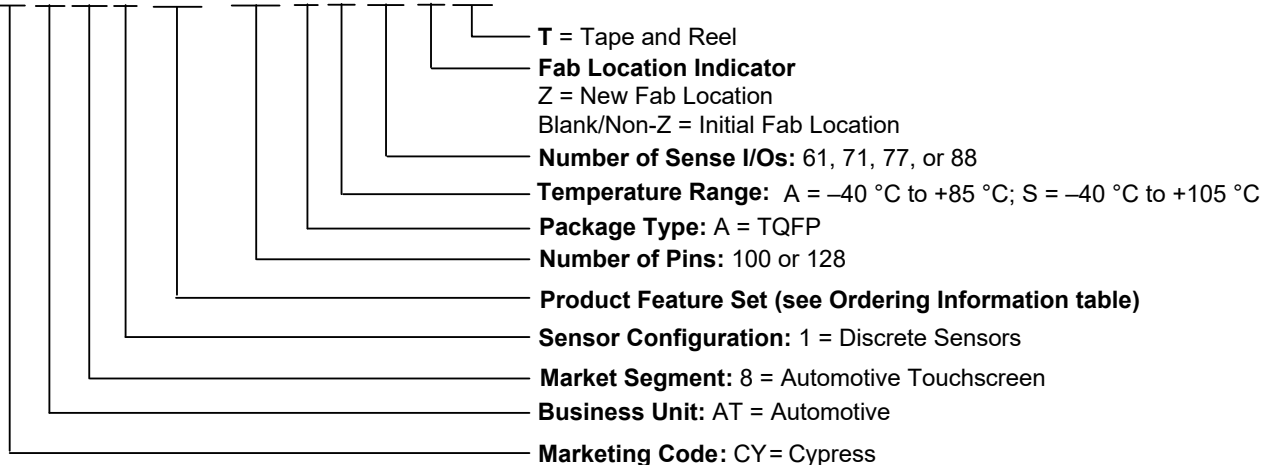 T = Tape and Reel
Fab Location Indicator
Z = New Fab Location
Blank/Non-Z = Initial Fab Location
Number of Sense I/Os: 61, 71, 77, or 88
Temperature Range: A = –40 °C to +85 °C; S = –40 °C to +105 °C
Package Type: A = TQFP
Number of Pins: 100 or 128
Product Feature Set (see Ordering Information table)
Sensor Configuration: 1 = Discrete Sensors
Market Segment: 8 = Automotive Touchscreen
Business Unit: AT = Automotive
Marketing Code: CY = Cypress